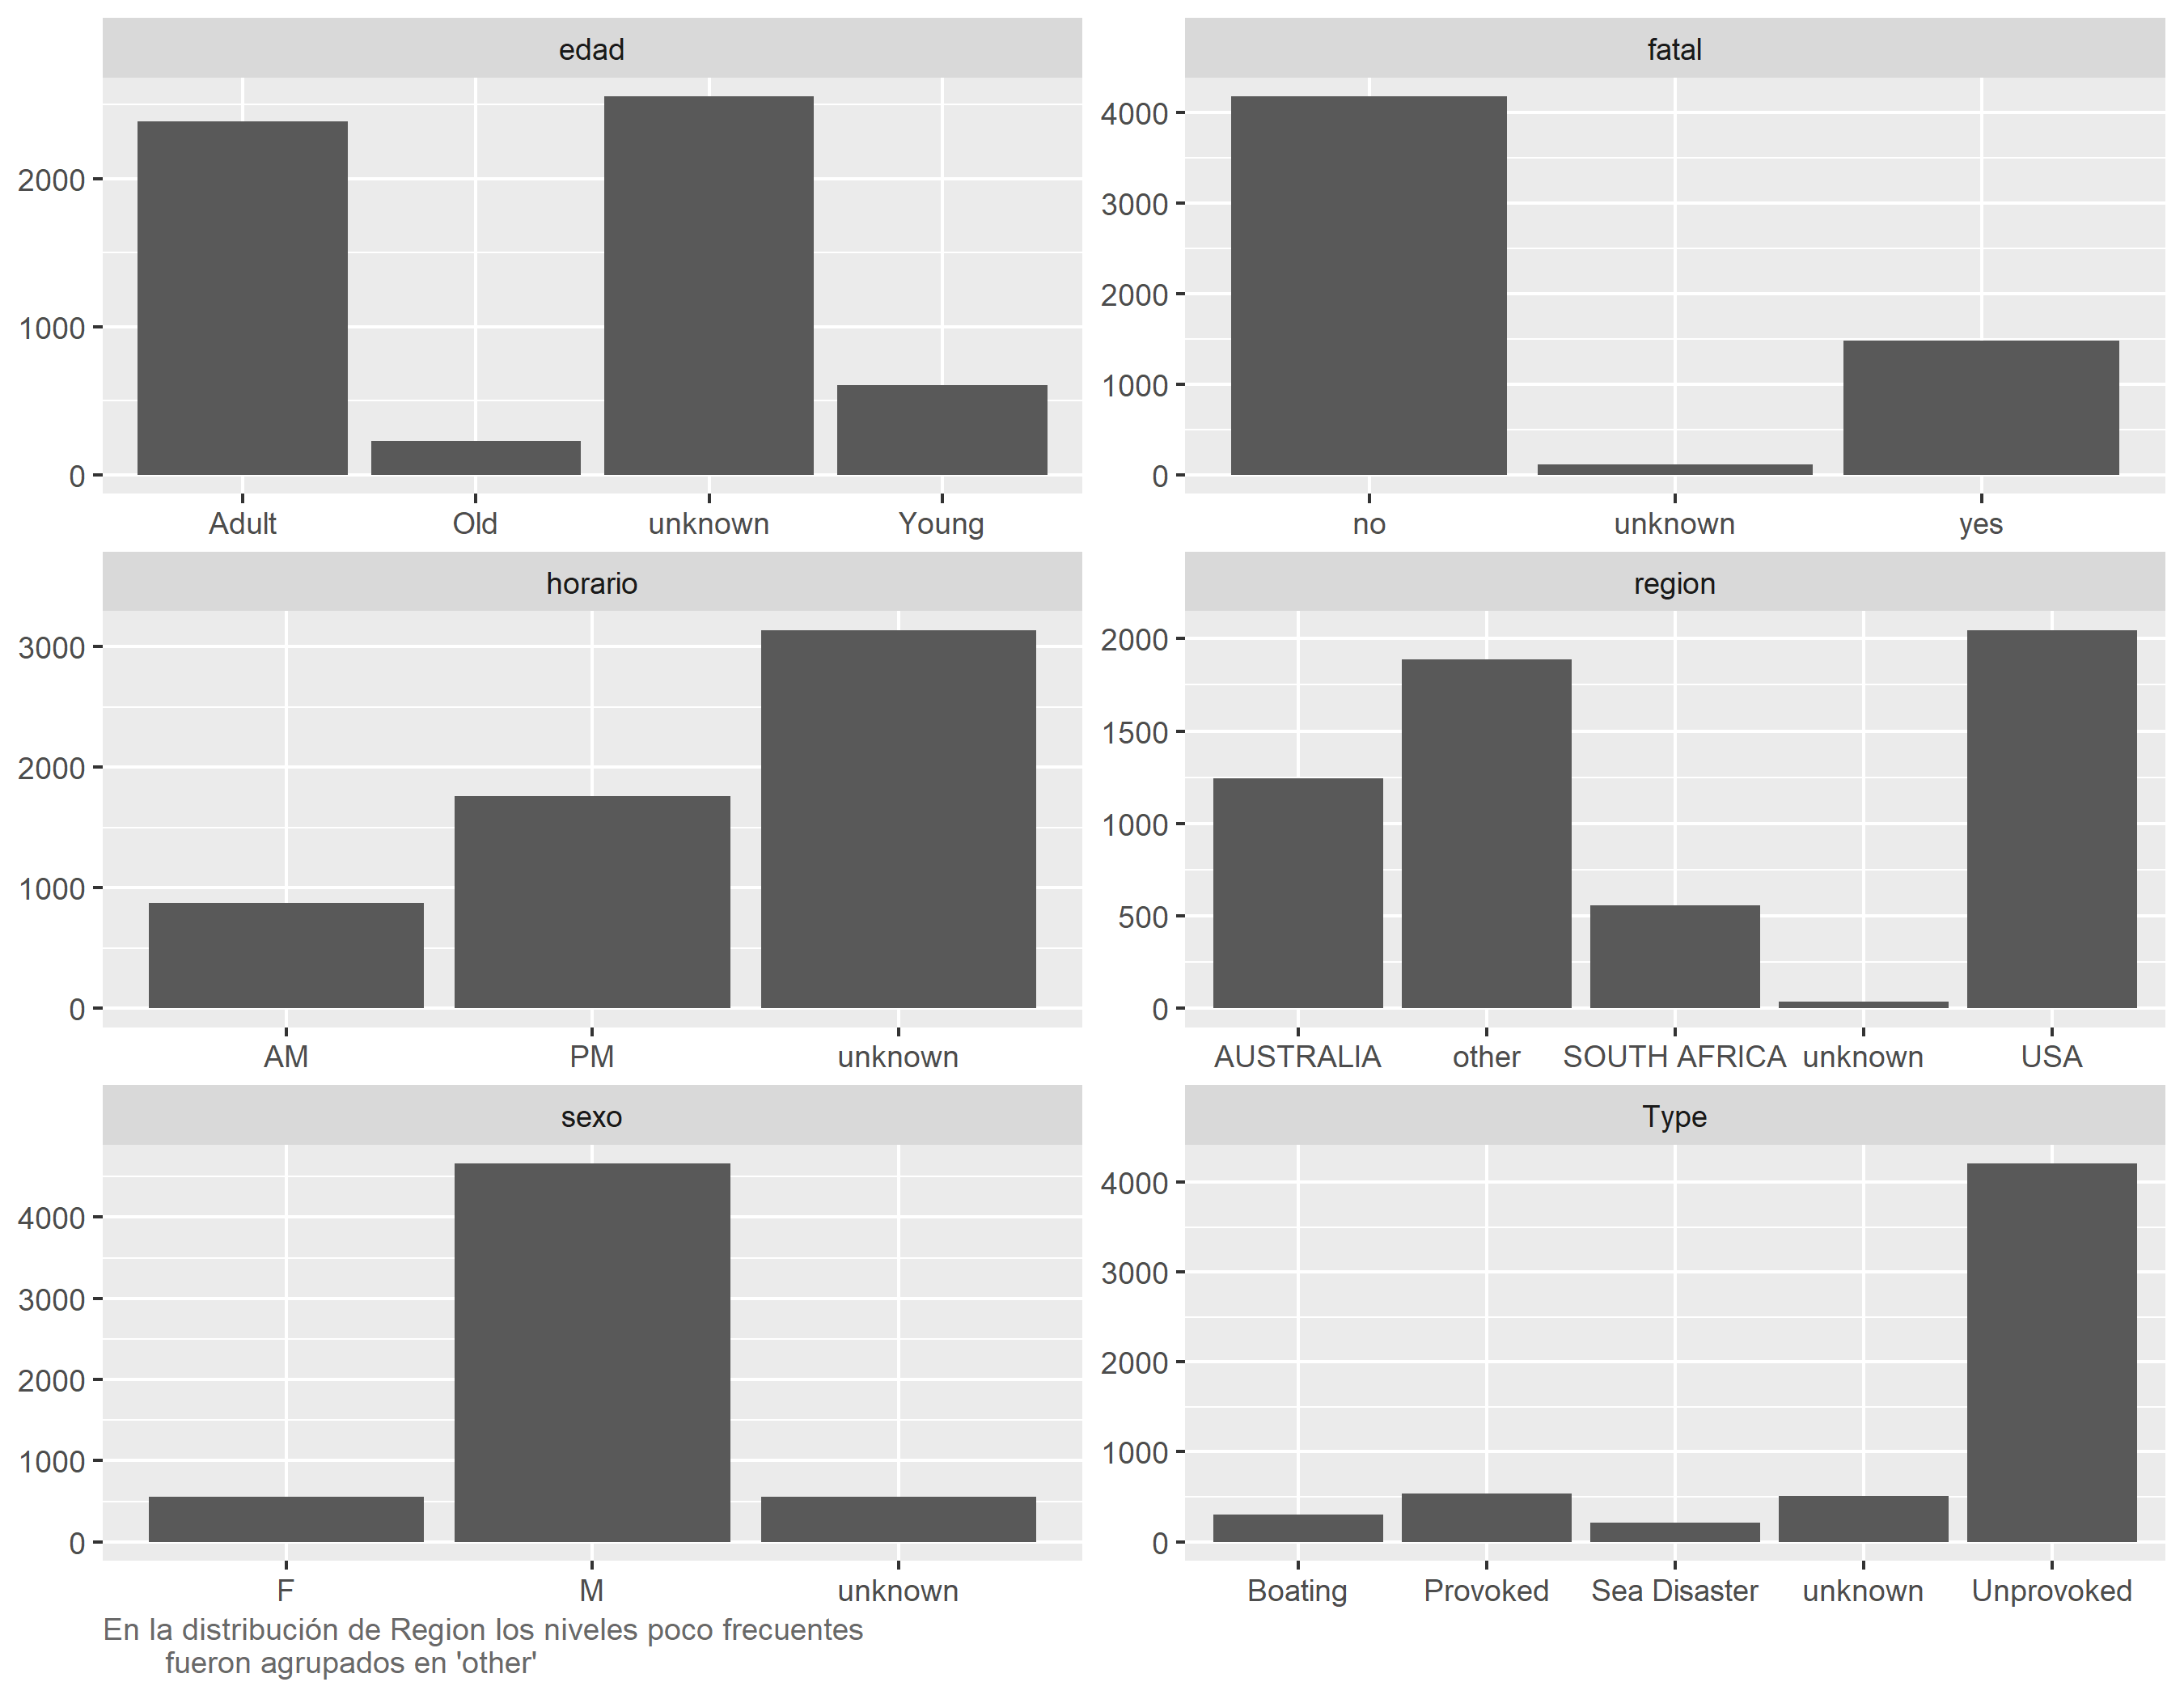 edad
fatal
2000
1000
0
Adult
Old
unknown
Young
4000
3000
2000
1000
0
no
unknown
yes
horario
region
3000
2000
1000
0
AM
PM
unknown
2000
1500
1000
500
0
AUSTRALIA
other
SOUTH AFRICA
unknown
USA
sexo
Type
4000
3000
2000
1000
0
F
M
unknown
4000
3000
2000
1000
0
Boating
Provoked
Sea Disaster
unknown
Unprovoked
En la distribución de Region los niveles poco frecuentes
fueron agrupados en 'other'